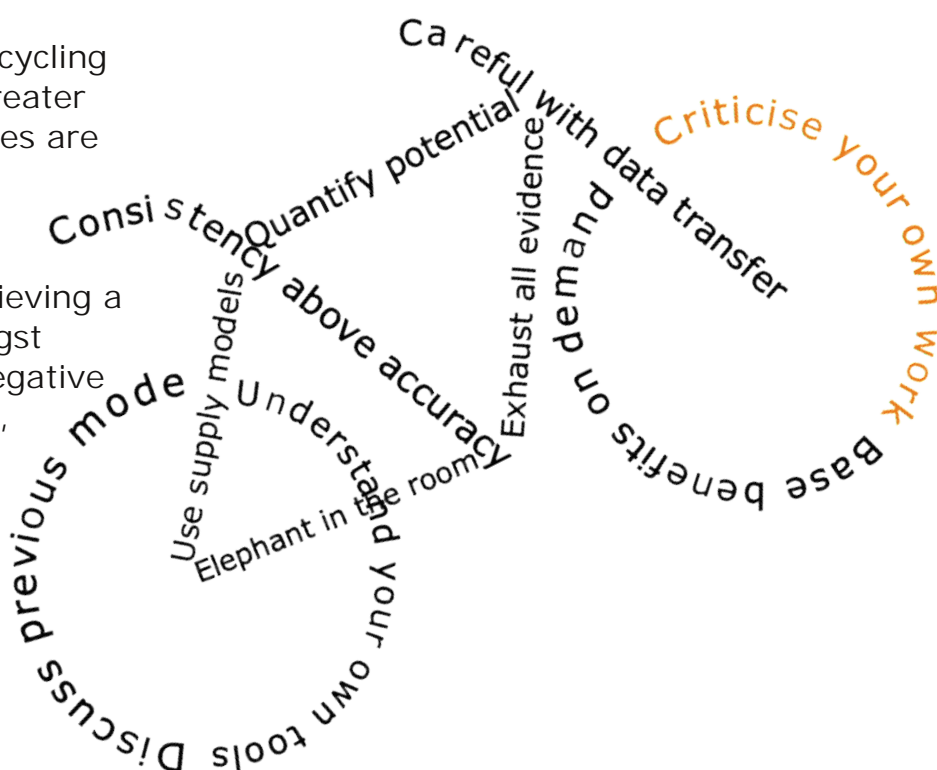 cycling
reater
es are
ieving a
gst
egative
,
Careful with data transfer
Criticise your own work
Quantify potential
Exhaust all evidence
Base benefits on demand
Consistency above accuracy
Use supply models
Elephant in the room
Understand your own tools
Discuss previous mode